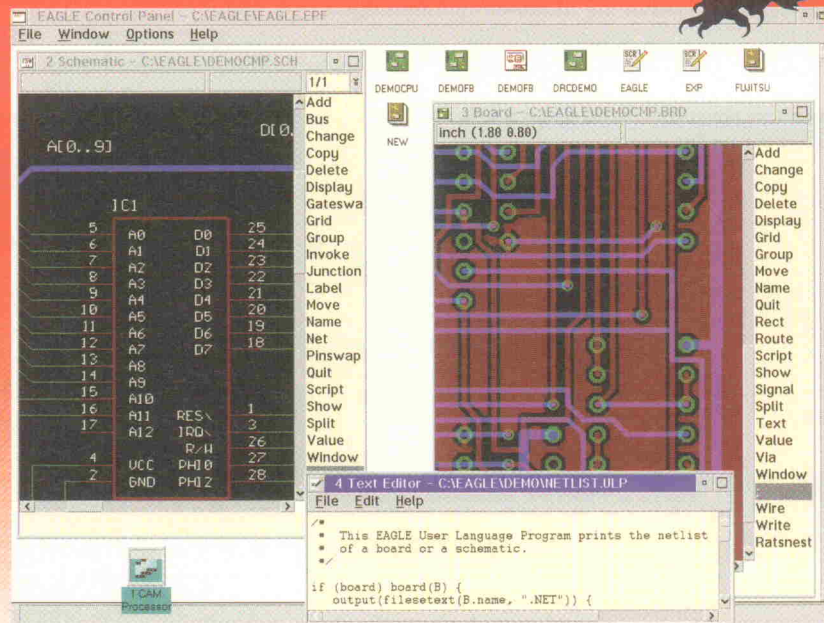 EAGLE Control Panel - C:\EAGLE\EAGLE.EPF
File Window Options Help
2 Schematic - C:\EAGLE\DEMOCMP.SCH
1/1
Add
Bus
Change
Copy
Delete
Display
Gateswa
Grid
Group
Invoke
Junction
Label
Move
Name
Net
Pinswap
Quit
Script
Show
Split
Value
Window
A[0..9]
D[0.
IC1
5 A0 D0 25
6 A1 D1 24
7 A2 D2 23
8 A3 D3 22
9 A4 D4 21
10 A5 D5 20
11 A6 D6 19
12 A7 D7 18
13 A8
14 A9
15 A10
16 A11 RES\ 1
17 A12 IRQ\ 3
R/W 26
4 VCC PHI0 27
2 GND PHI2 28
DEMOCPU
DEMOFB
DEMOFB
DRCDEMO
EAGLE
EXP
FUJITSU
NEW
3 Board - C:\EAGLE\DEMOCMP.BRD
inch (1.80 0.80)
Add
Change
Copy
Delete
Display
Grid
Group
Move
Name
Quit
Rect
Route
Script
Show
Signal
Split
Text
Value
Via
Window
;
Wire
Write
Ratsnest
4 Text Editor - C:\EAGLE\DEMO\NETLIST.ULP
File Edit Help
/*
* This EAGLE User Language Program prints the netlist
* of a board or a schematic.
*/
if (board) board(B) {
output(filesetext(B.name, ".NET")) {
1 CAM
Processor